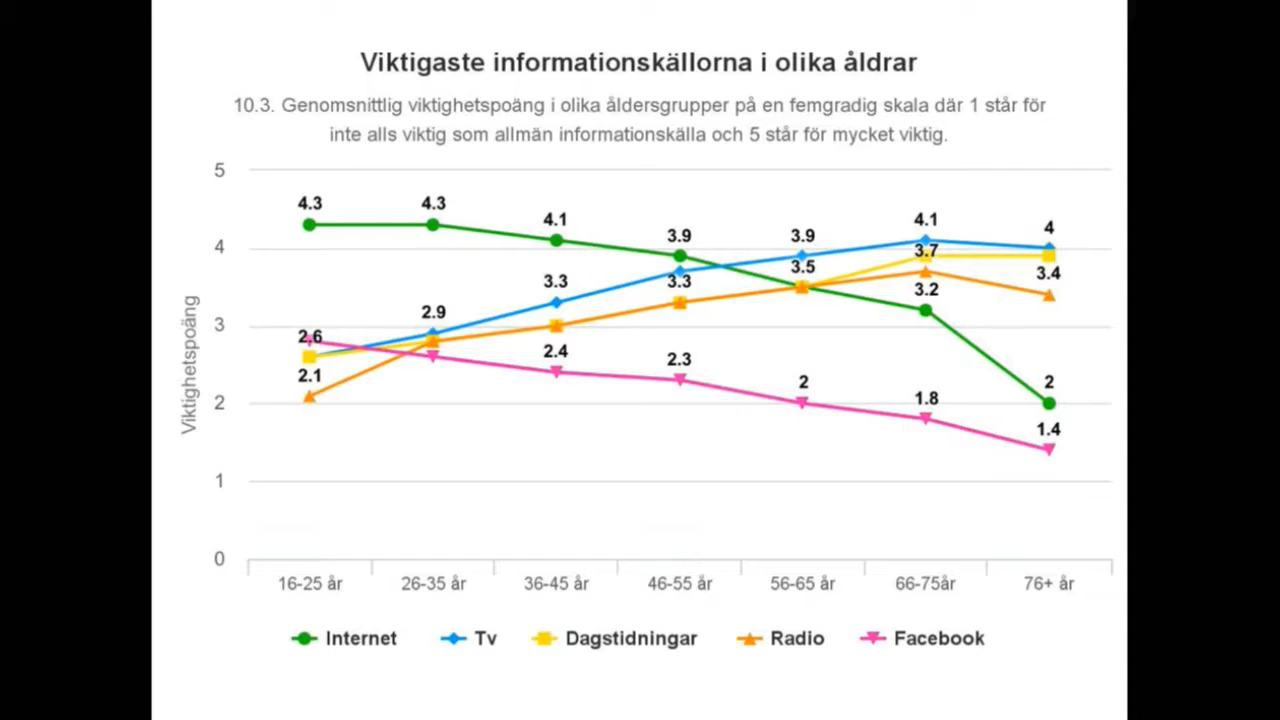 Viktigaste informationskällorna i olika åldrar
10.3. Genomsnittlig viktighetspoäng i olika åldersgrupper på en femgradig skala där 1 står för
inte alls viktig som allmän informationskälla och 5 står för mycket viktig.
Viktighetspoäng
5
4
3
2
1
0
4.3 4.3 4.1 3.9 3.9 4.1 4
3.3 3.3 3.5 3.7 3.4
2.6 2.9 3.2
2.1 2.4 2.3 2 1.8 2
1.4
16-25 år 26-35 år 36-45 år 46-55 år 56-65 år 66-75år 76+ år
Internet Tv Dagstidningar Radio Facebook